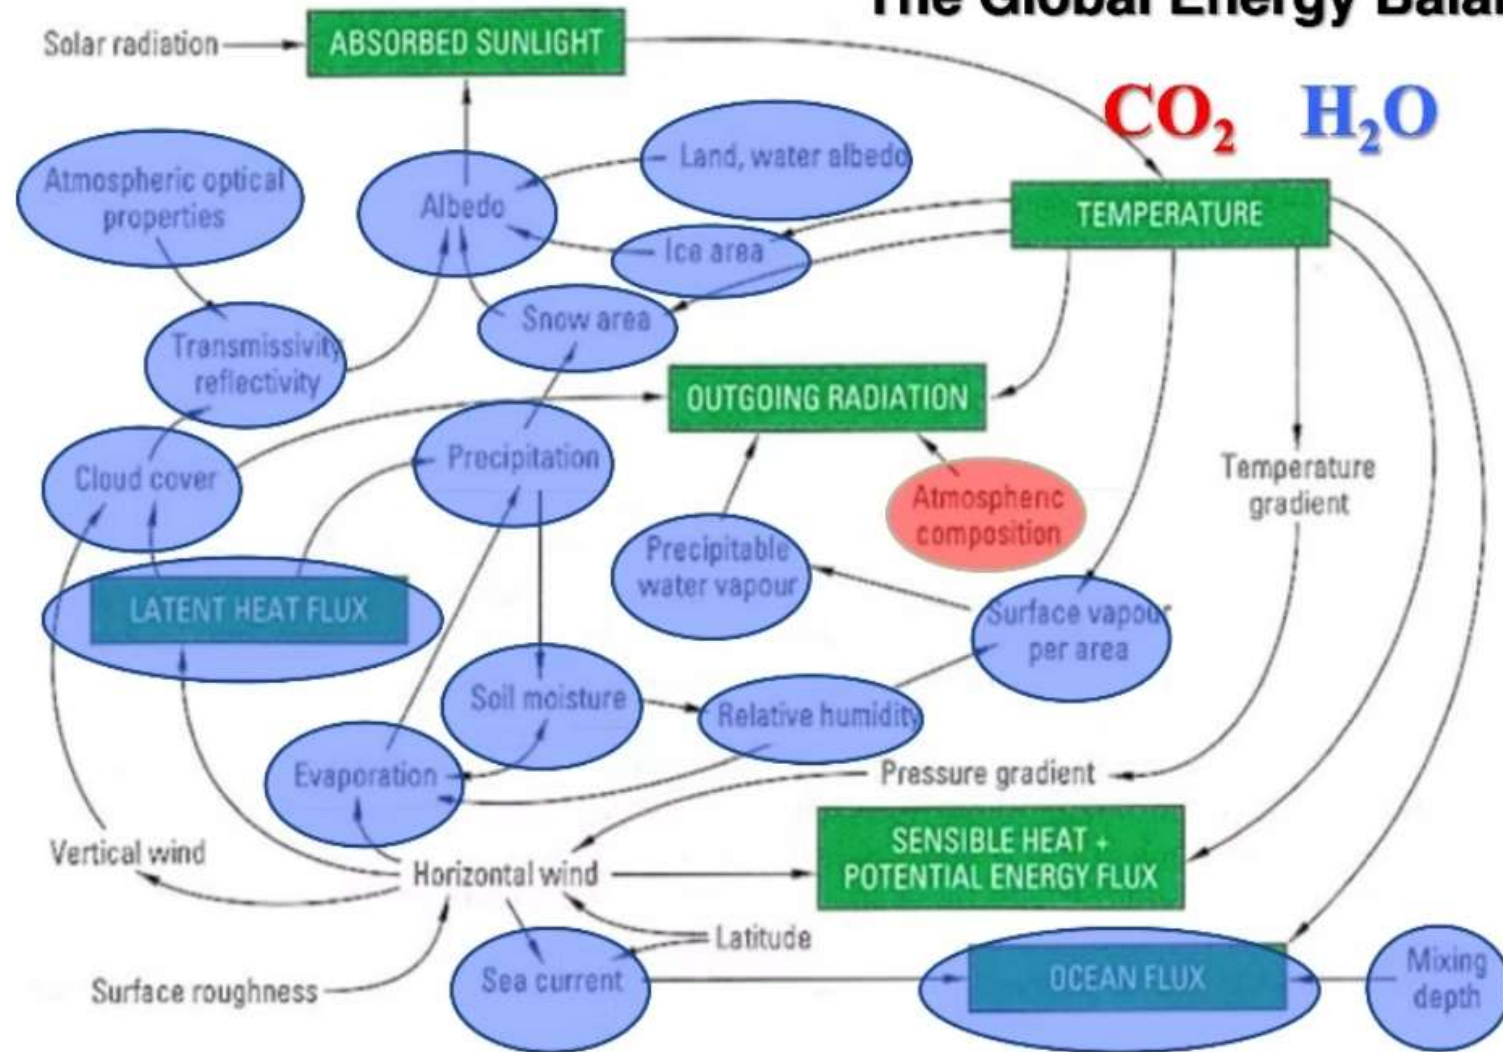 The Global Energy
Solar radiation
ABSORBED SUNLIGHT
CO₂ H₂O
Atmospheric optical
properties
Albedo
Land, water albedo
Ice area
TEMPERATURE
Snow area
Transmissivity
reflectivity
OUTGOING RADIATION
Cloud cover
Precipitation
Temperature
gradient
Atmospheric
composition
Precipitable
water vapour
LATENT HEAT FLUX
Surface vapour
per area
Soil moisture
Relative humidity
Evaporation
Pressure gradient
Vertical wind
Horizontal wind
SENSIBLE HEAT +
POTENTIAL ENERGY FLUX
Latitude
Surface roughness
Sea current
OCEAN FLUX
Mixing
depth